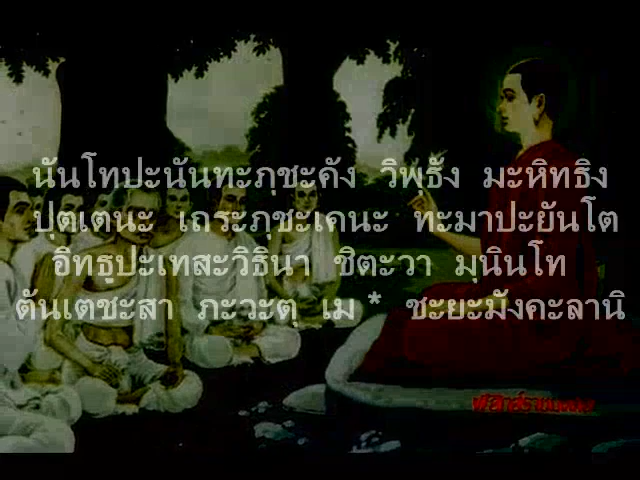 นันโทปะนันทะภุชะคัง วิพุธัง มะหิทธิง
ปุตเตนะ เถระภุชะเคนะ ทะมาปะยันโต
อิทธูปะเทสะวิธินา ชิตะวา มุนินโท
ตันเตชะสา ภะวะตุ เม * ชะยะมังคะลานิ